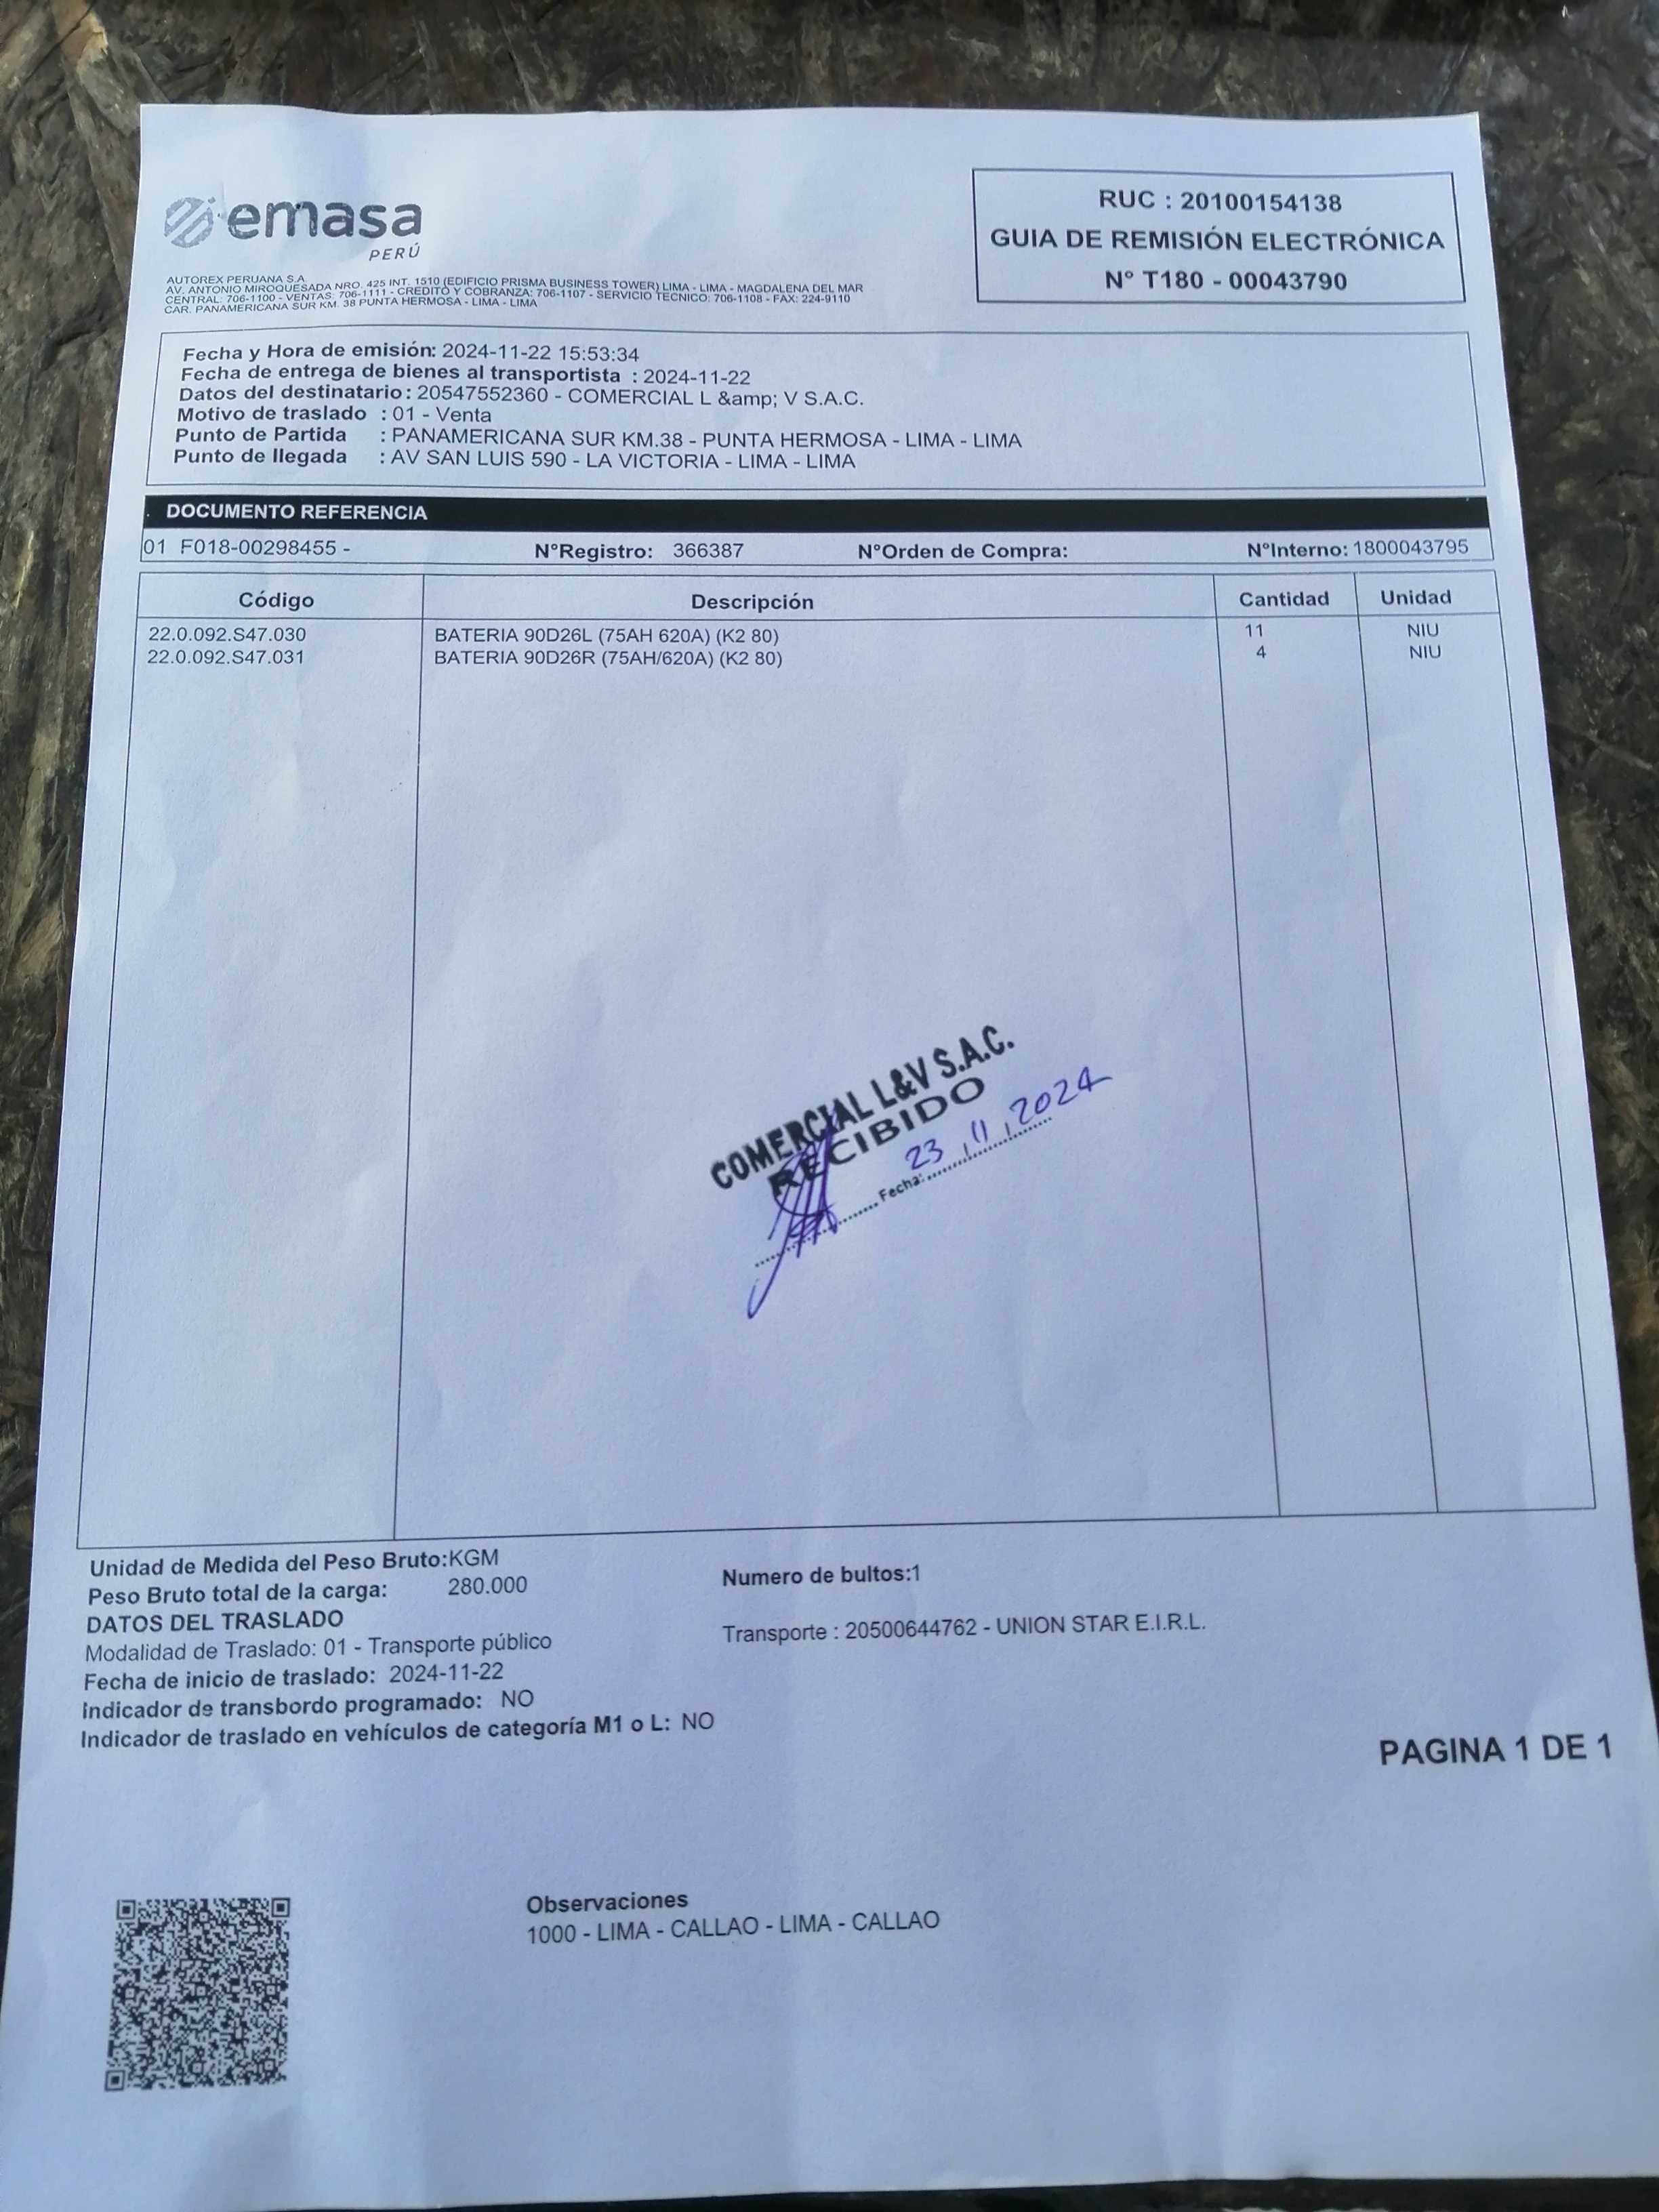 emasa
PERÚ
RUC : 20100154138
GUIA DE REMISIÓN ELECTRÓNICA
N° T180 - 00043790
AUTOREX PERUANA S.A
AV. ANTONIO MIROQUESADA NRO. 425 INT. 1510 (EDIFICIO PRISMA BUSINESS TOWER) LIMA - LIMA - MAGDALENA DEL MAR
CENTRAL: 706-1100 - VENTAS: 706-1111 - CREDITO Y COBRANZA: 706-1107 - SERVICIO TECNICO: 706-1108 - FAX: 224-9110
CAR. PANAMERICANA SUR KM. 38 PUNTA HERMOSA - LIMA - LIMA
Fecha y Hora de emisión: 2024-11-22 15:53:34
Fecha de entrega de bienes al transportista : 2024-11-22
Datos del destinatario : 20547552360 - COMERCIAL L &amp; V S.A.C.
Motivo de traslado : 01 - Venta
Punto de Partida : PANAMERICANA SUR KM.38 - PUNTA HERMOSA - LIMA - LIMA
Punto de llegada : AV SAN LUIS 590 - LA VICTORIA - LIMA - LIMA
DOCUMENTO REFERENCIA
01 F018-00298455 - N°Registro: 366387 N°Orden de Compra: N°Interno: 1800043795
Código Descripción Cantidad Unidad
22.0.092.S47.030 BATERIA 90D26L (75AH 620A) (K2 80) 11 NIU
22.0.092.S47.031 BATERIA 90D26R (75AH/620A) (K2 80) 4 NIU
COMERCIAL L&V S.A.C.
RECIBIDO
Fecha: 23 , 11 , 2024
Unidad de Medida del Peso Bruto:KGM
Peso Bruto total de la carga: 280.000
Numero de bultos:1
DATOS DEL TRASLADO
Modalidad de Traslado: 01 - Transporte público
Transporte : 20500644762 - UNION STAR E.I.R.L.
Fecha de inicio de traslado: 2024-11-22
Indicador de transbordo programado: NO
Indicador de traslado en vehículos de categoría M1 o L: NO
PAGINA 1 DE 1
Observaciones
1000 - LIMA - CALLAO - LIMA - CALLAO